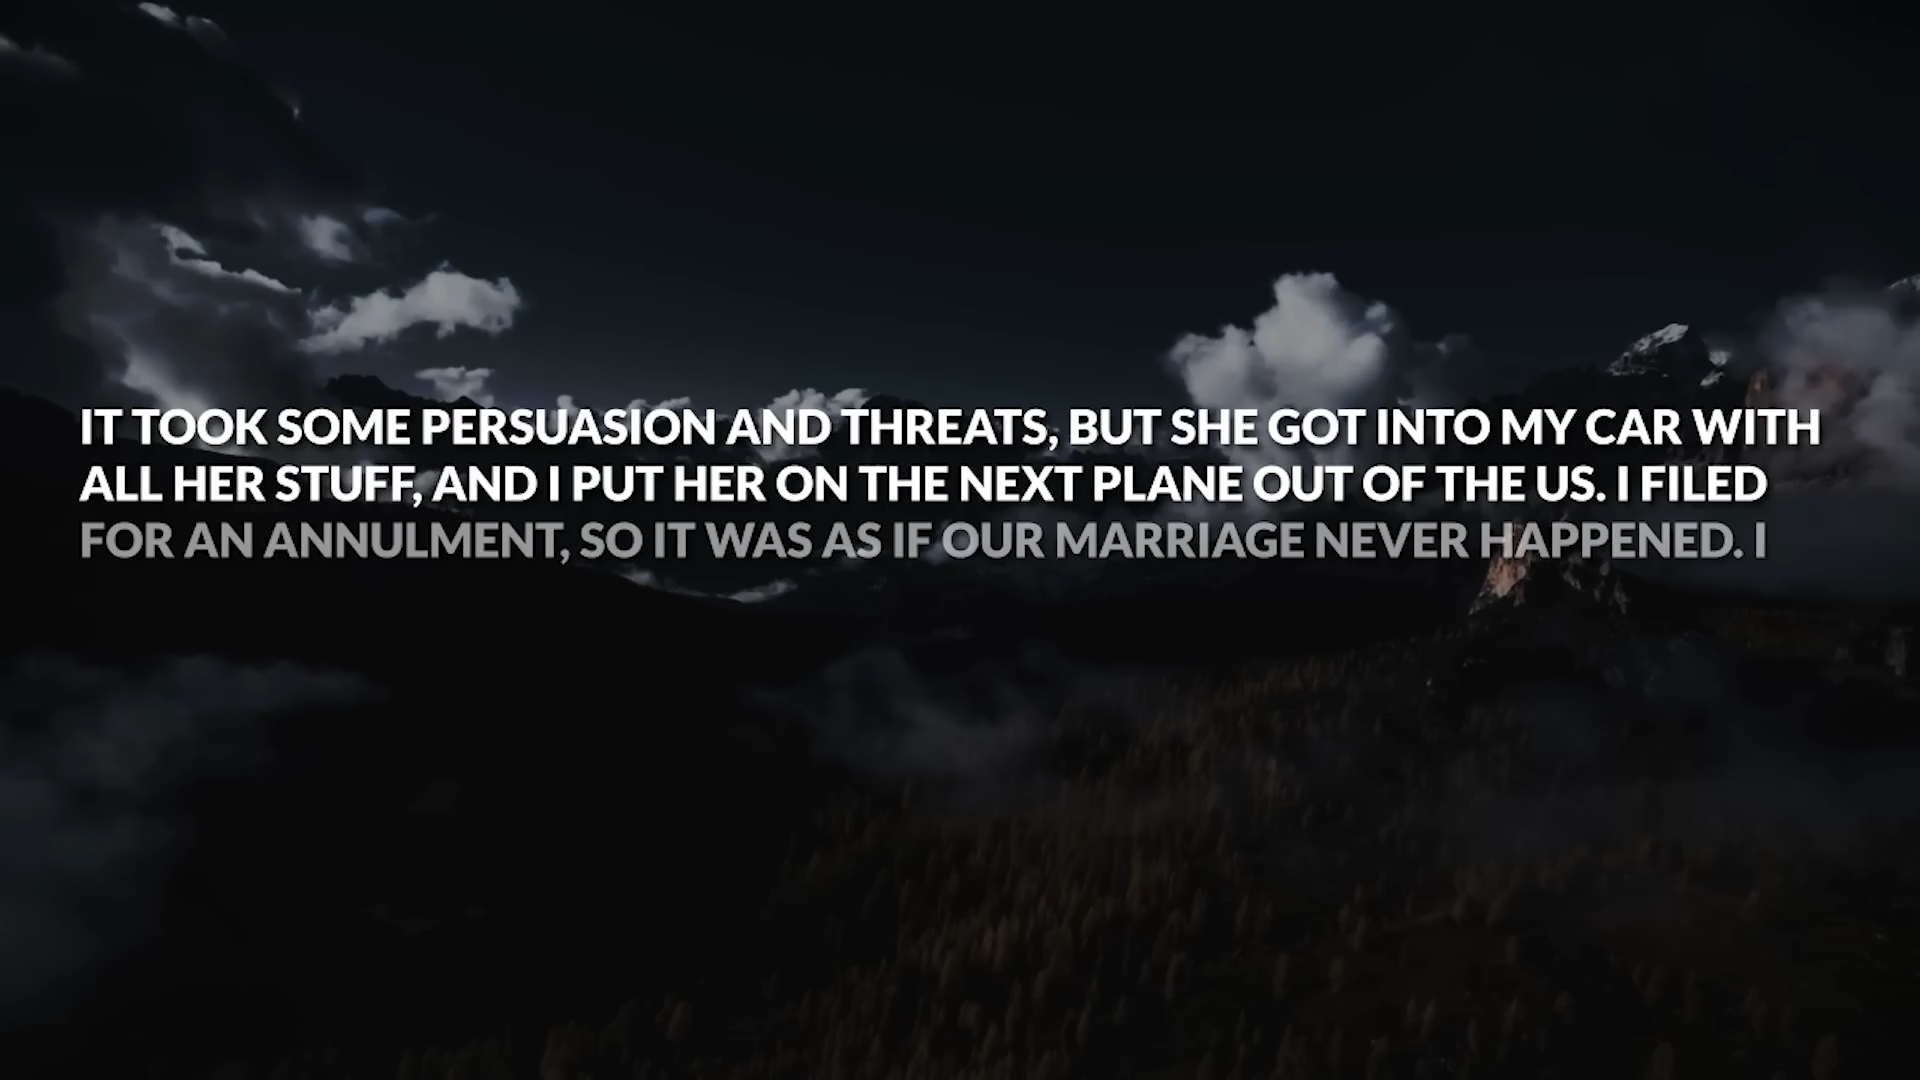 IT TOOK SOME PERSUASION AND THREATS, BUT SHE GOT INTO MY CAR WITH
ALL HER STUFF, AND I PUT HER ON THE NEXT PLANE OUT OF THE US. I FILED
FOR AN ANNULMENT, SO IT WAS AS IF OUR MARRIAGE NEVER HAPPENED. I